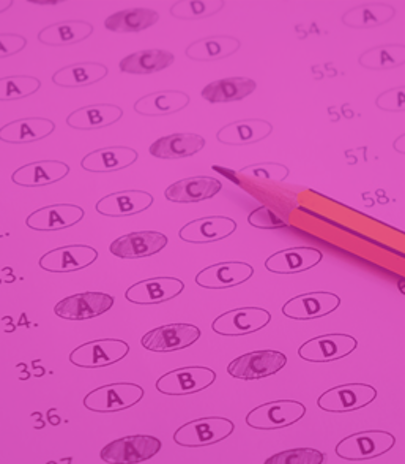 A B C D
A B C D
A B C D
A B C D
A B C D
3. A B C
34. A B C D
35. A B C D
36. A B C D
A B C D
C D
54. A
55. A
56. A
57.
58.